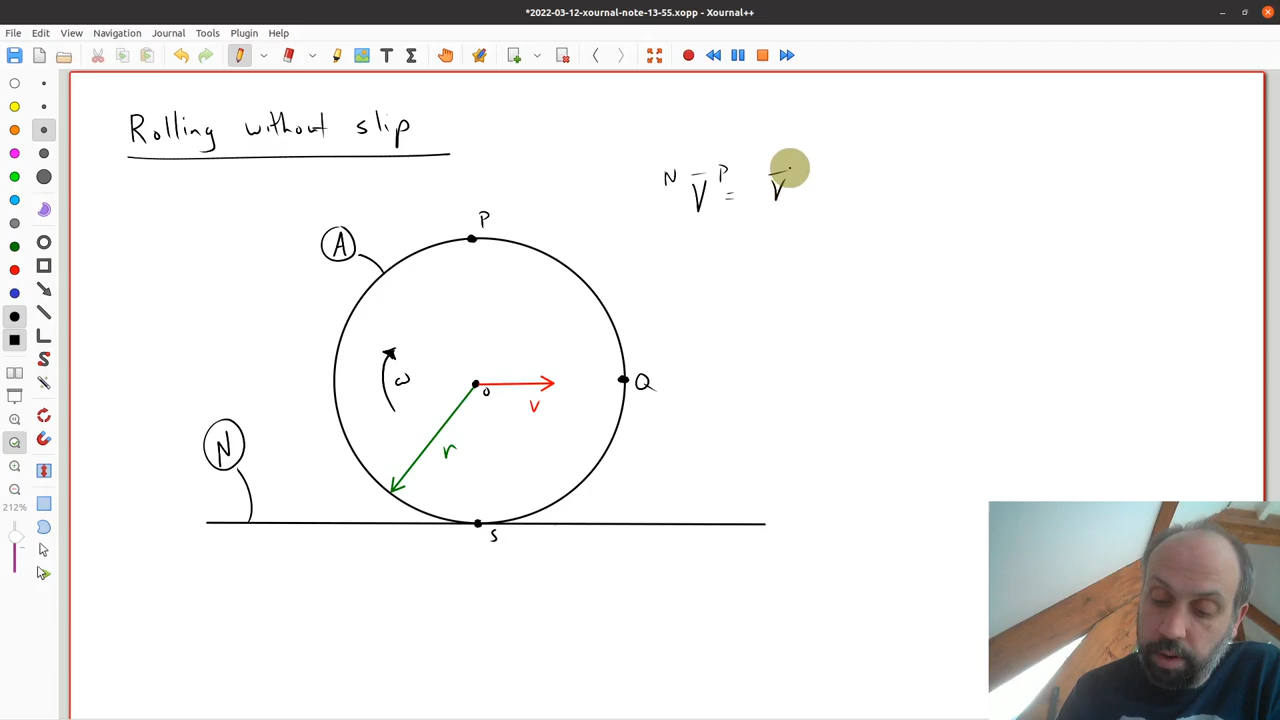 *2022-03-12-xournal-note-13-55.xopp - Xournal++
File Edit View Navigation Journal Tools Plugin Help
Rolling without slip
N V̅ P = V̅
P
A
ω
o
v
Q
r
N
S
212%